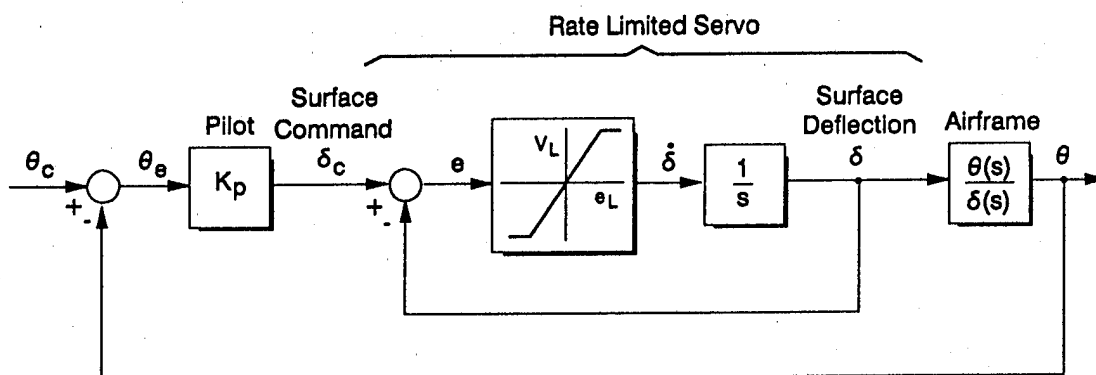 Rate Limited Servo
Pilot
Surface
Command
Surface
Deflection
Airframe
θc
+
-
θe
Kp
δc
+
-
e
VL
eL
δ̇
1
s
δ
θ(s)
δ(s)
θ